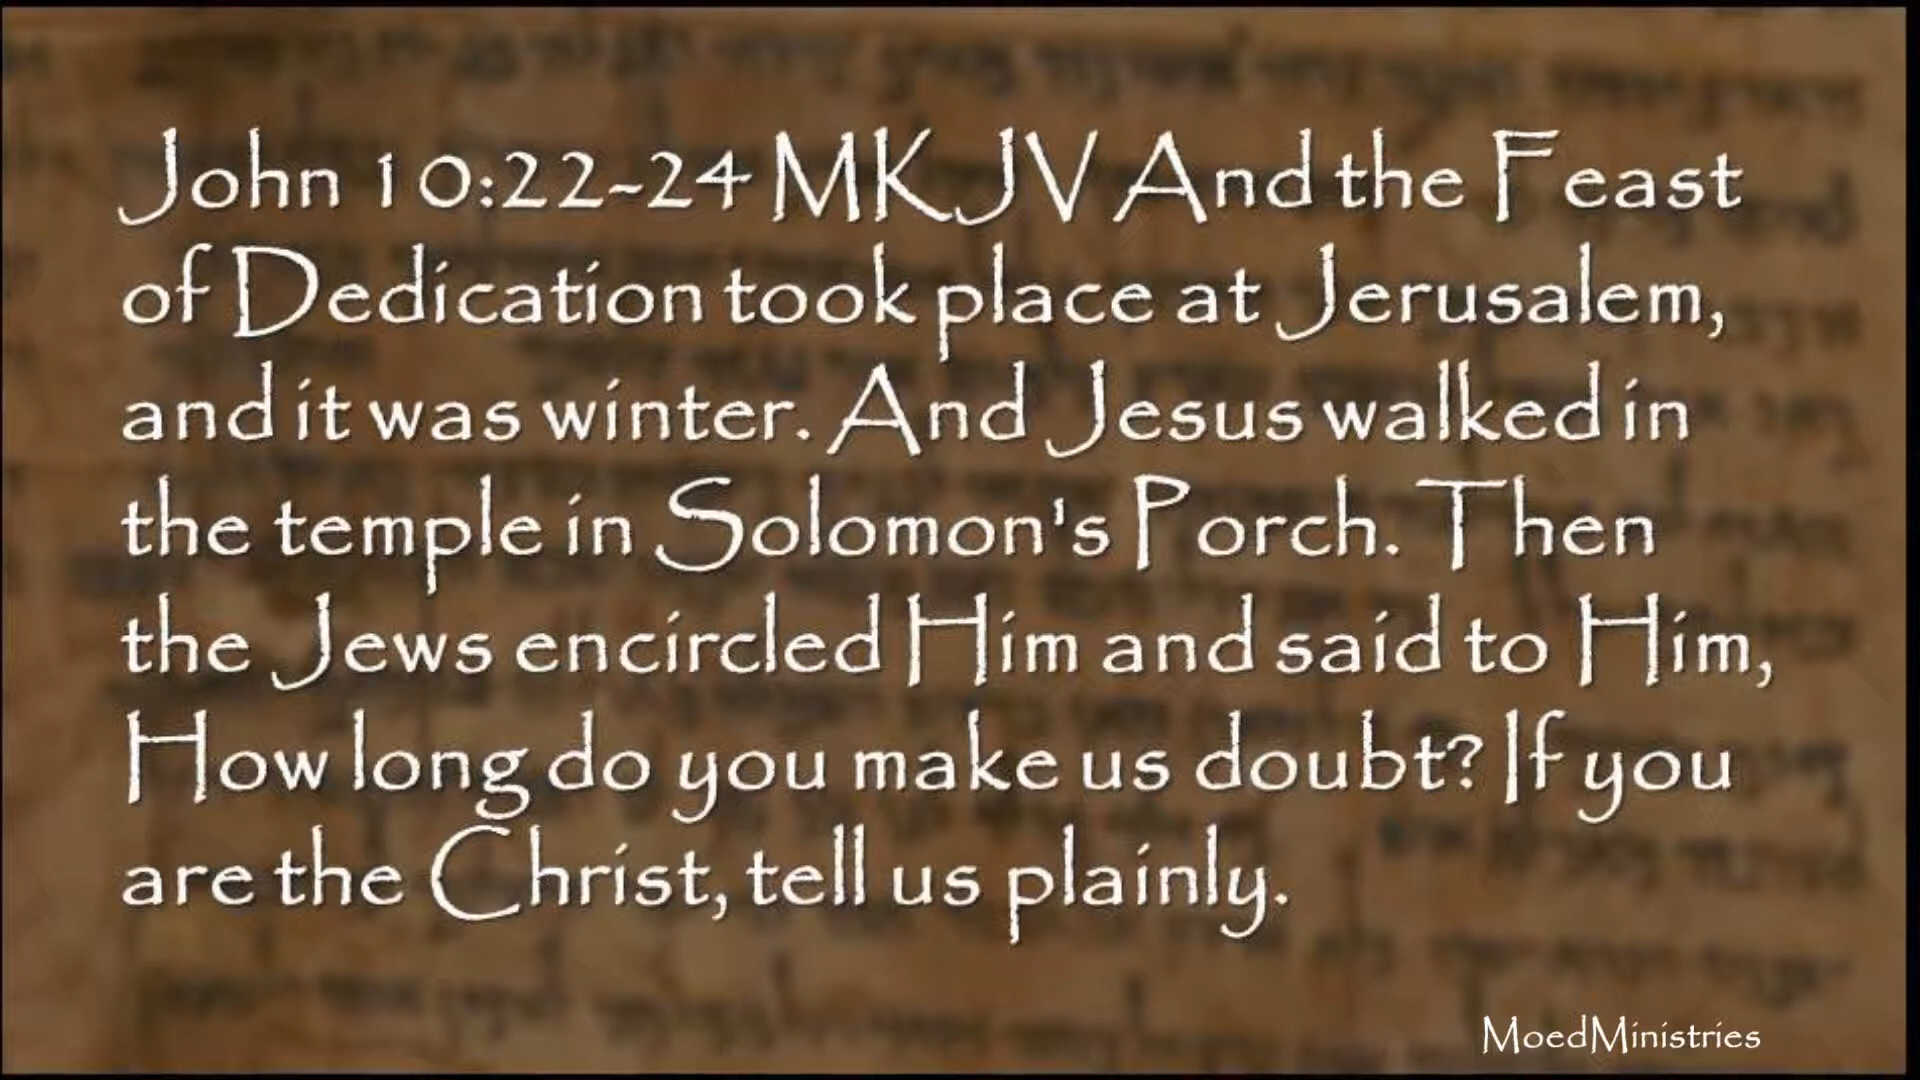 John 10:22-24 MKJV And the Feast
of Dedication took place at Jerusalem,
and it was winter. And Jesus walked in
the temple in Solomon's Porch. Then
the Jews encircled Him and said to Him,
How long do you make us doubt? If you
are the Christ, tell us plainly.
MoedMinistries